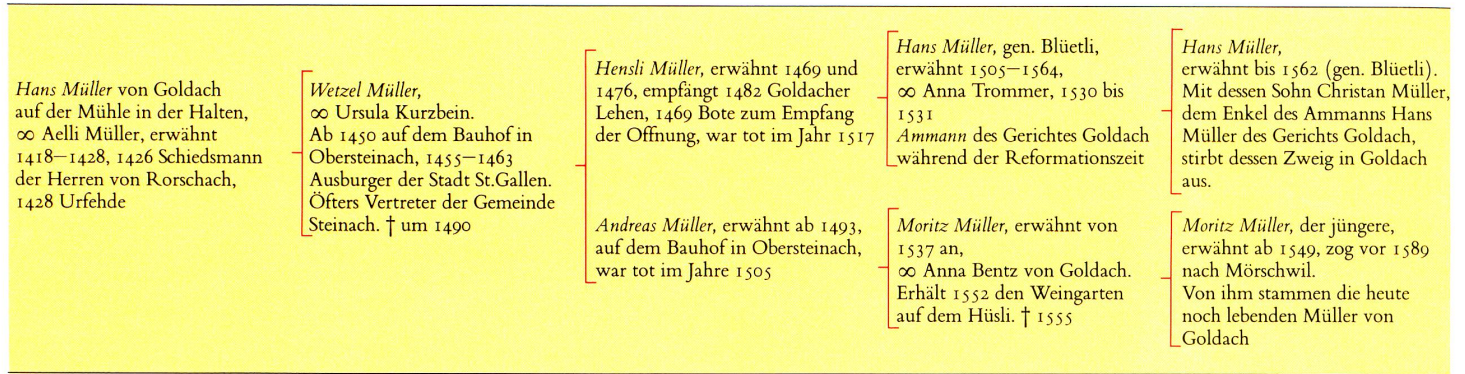 Hans Müller von Goldach
auf der Mühle in der Halten,
∞ Aelli Müller, erwähnt
1418–1428, 1426 Schiedsmann
der Herren von Rorschach,
1428 Urfehde
Wetzel Müller,
∞ Ursula Kurzbein.
Ab 1450 auf dem Bauhof in
Obersteinach, 1455–1463
Ausburger der Stadt St.Gallen.
Öfters Vertreter der Gemeinde
Steinach. † um 1490
Hensli Müller, erwähnt 1469 und
1476, empfängt 1482 Goldacher
Lehen, 1469 Bote zum Empfang
der Offnung, war tot im Jahr 1517
Andreas Müller, erwähnt ab 1493,
auf dem Bauhof in Obersteinach,
war tot im Jahre 1505
Hans Müller, gen. Blüetli,
erwähnt 1505–1564,
∞ Anna Trommer, 1530 bis
1531
Ammann des Gerichtes Goldach
während der Reformationszeit
Moritz Müller, erwähnt von
1537 an,
∞ Anna Bentz von Goldach.
Erhält 1552 den Weingarten
auf dem Hüsli. † 1555
Hans Müller,
erwähnt bis 1562 (gen. Blüetli).
Mit dessen Sohn Christan Müller,
dem Enkel des Ammanns Hans
Müller des Gerichts Goldach,
stirbt dessen Zweig in Goldach
aus.
Moritz Müller, der jüngere,
erwähnt ab 1549, zog vor 1589
nach Mörschwil.
Von ihm stammen die heute
noch lebenden Müller von
Goldach